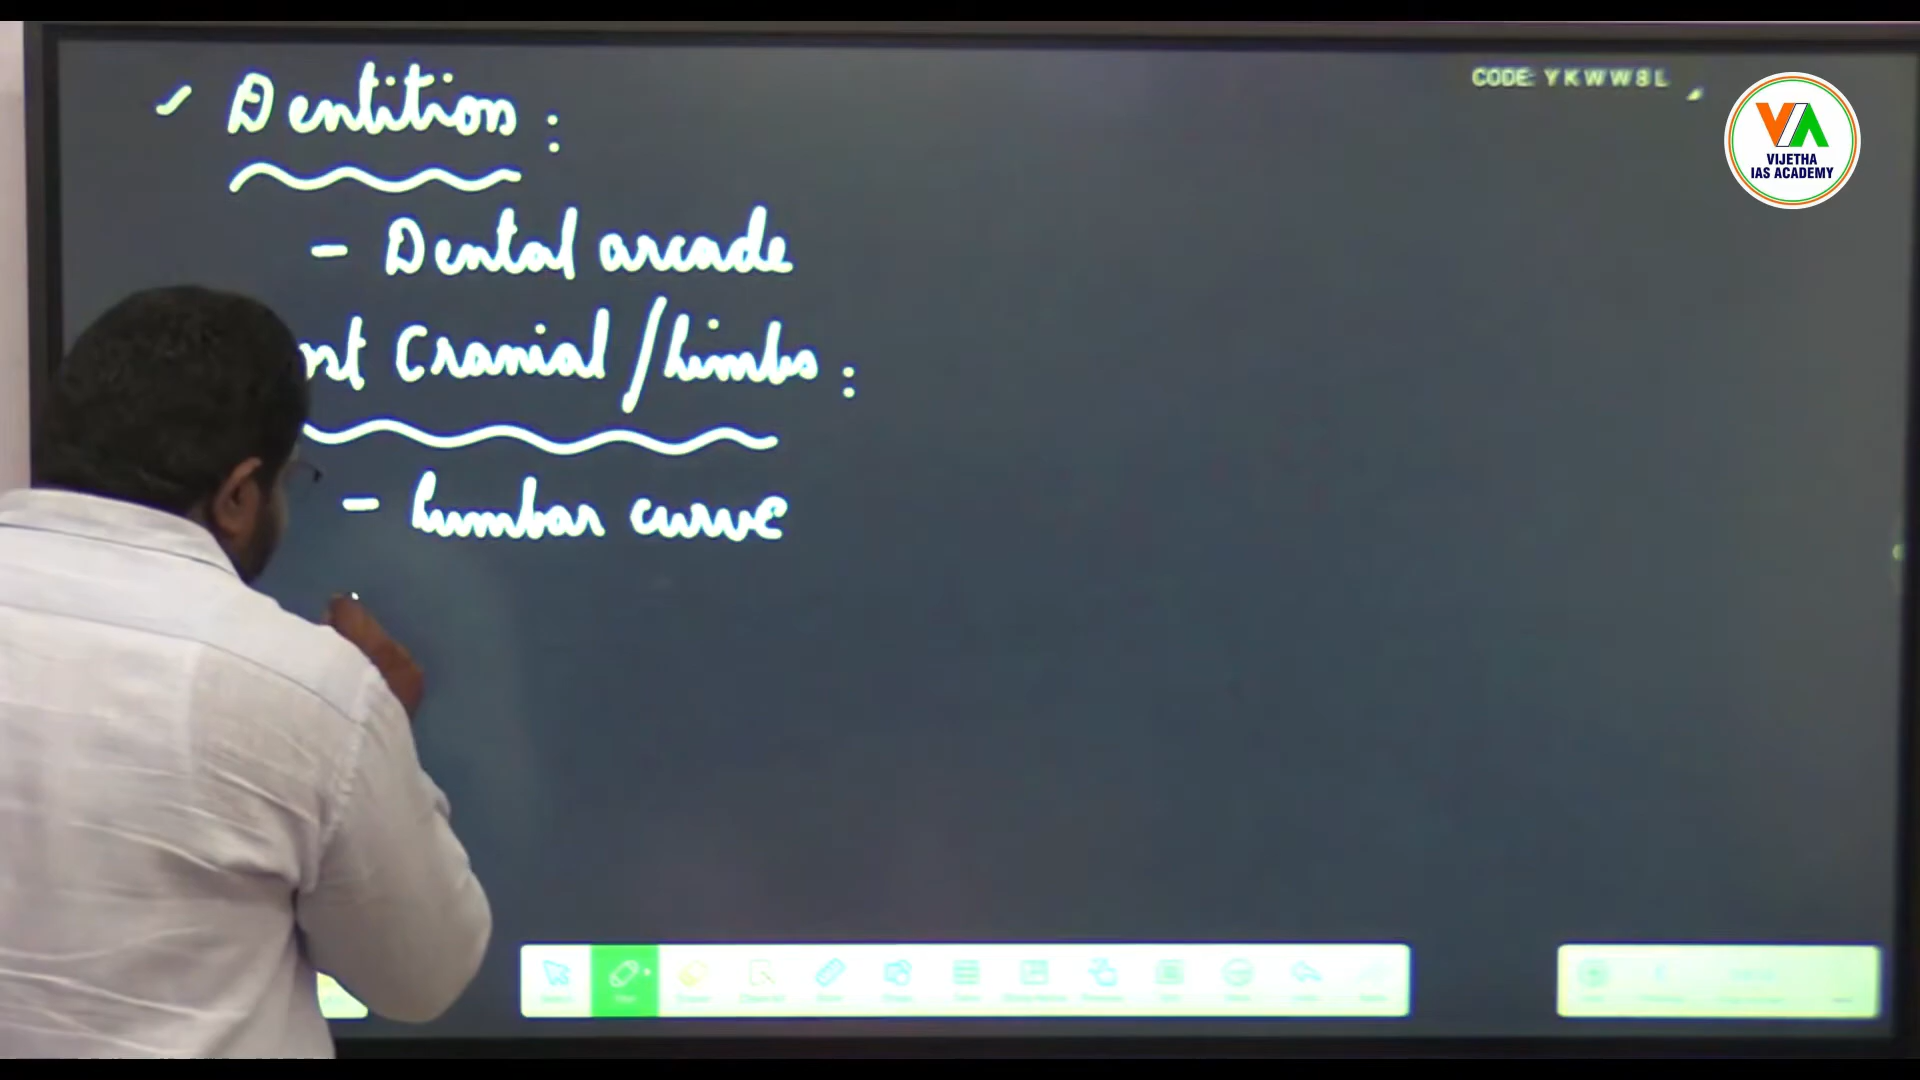 CODE: YKWW8L
VIJETHA
IAS ACADEMY
✓ Dentition :
- Dental arcade
Cranial / Limbs :
- Lumbar curve